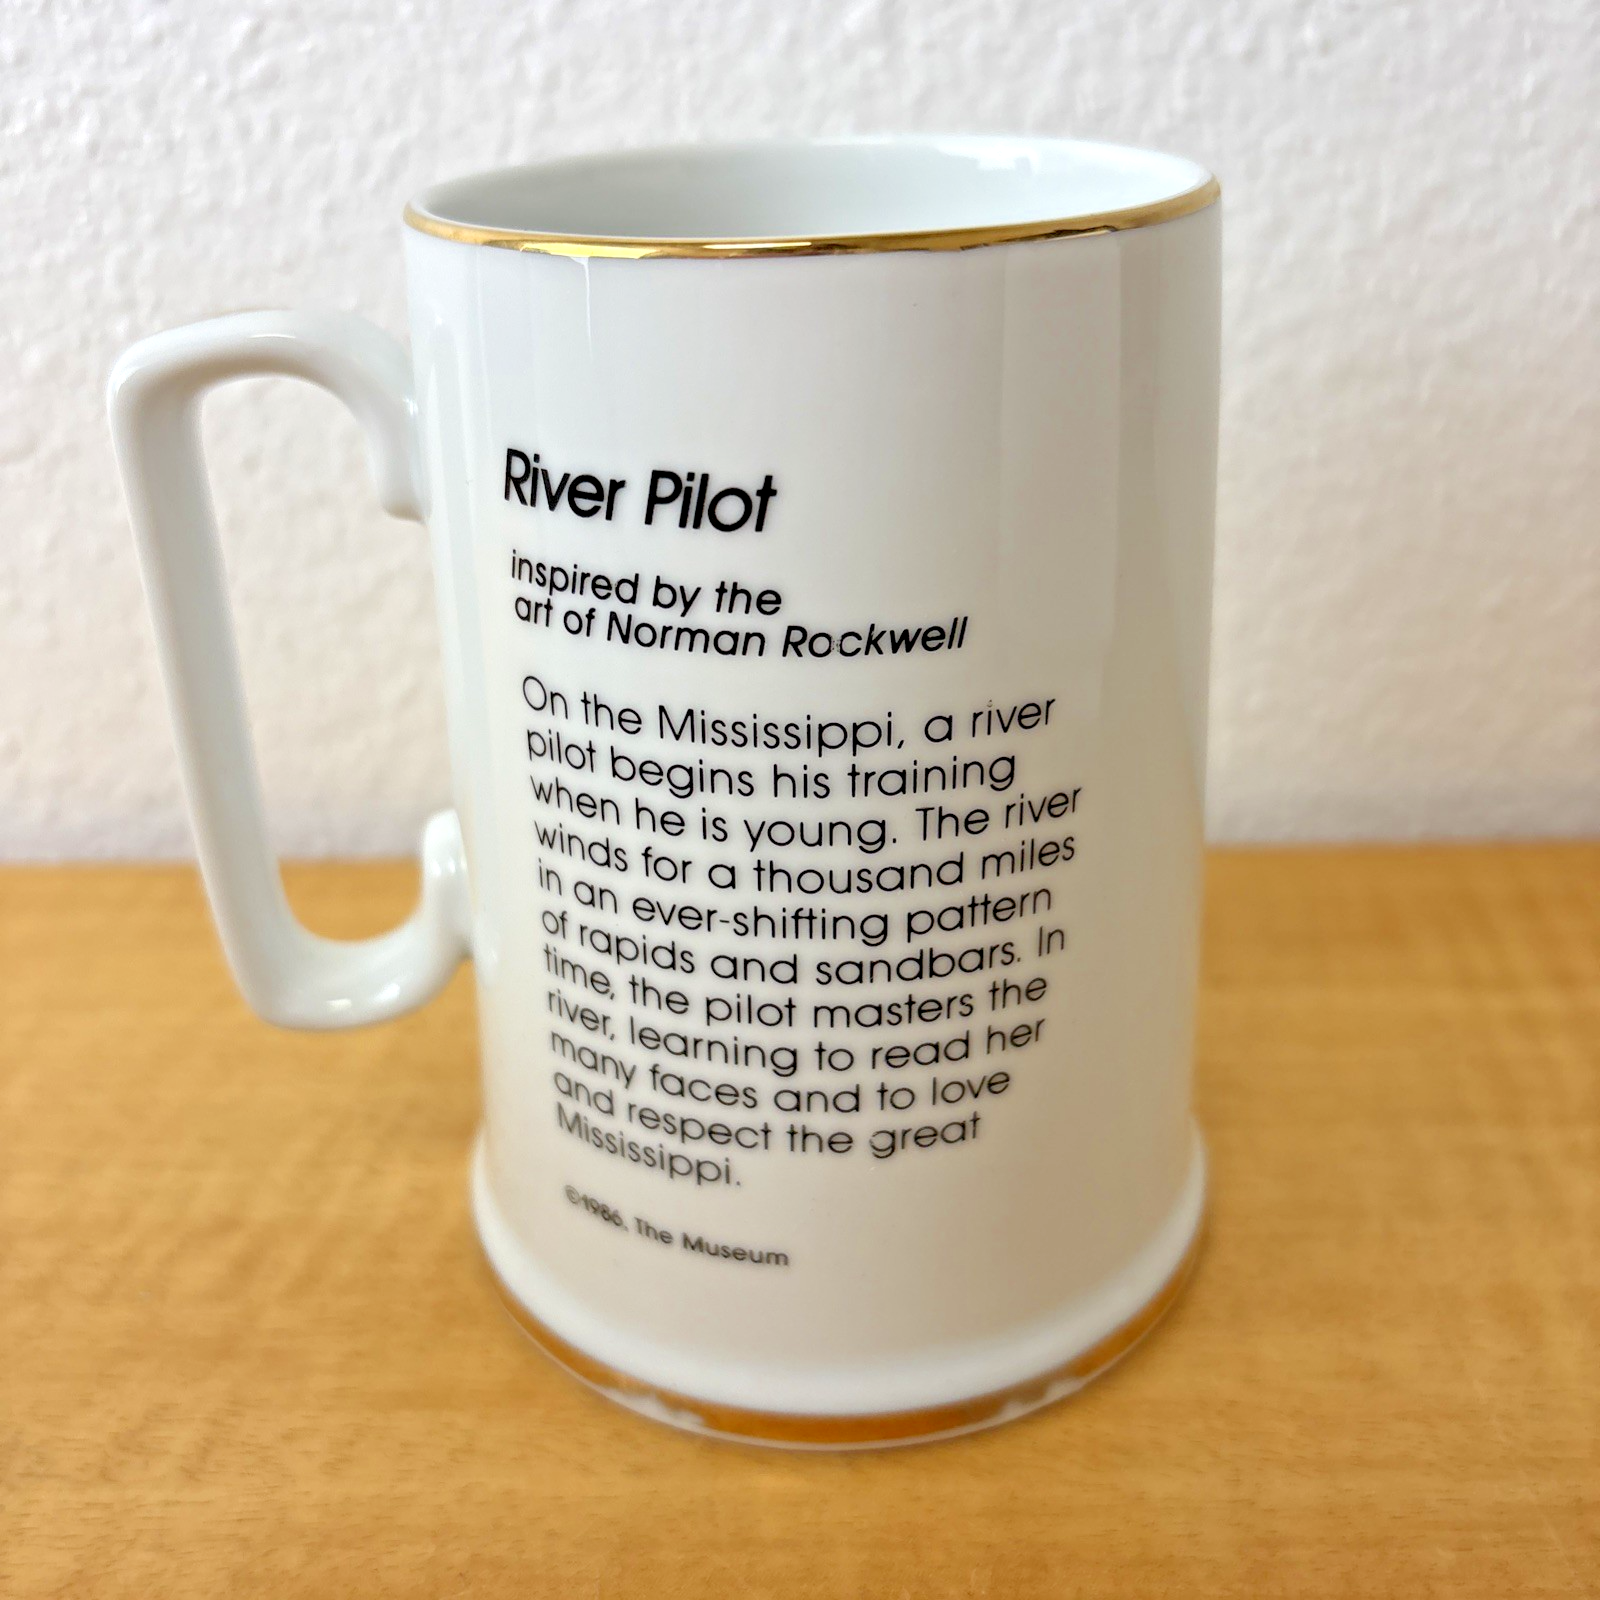 River Pilot
inspired by the
art of Norman Rockwell
On the Mississippi, a river
pilot begins his training
when he is young. The river
winds for a thousand miles
in an ever-shifting pattern
of rapids and sandbars. In
time, the pilot masters the
river, learning to read her
many faces and to love
and respect the great
Mississippi.
©1986, The Museum